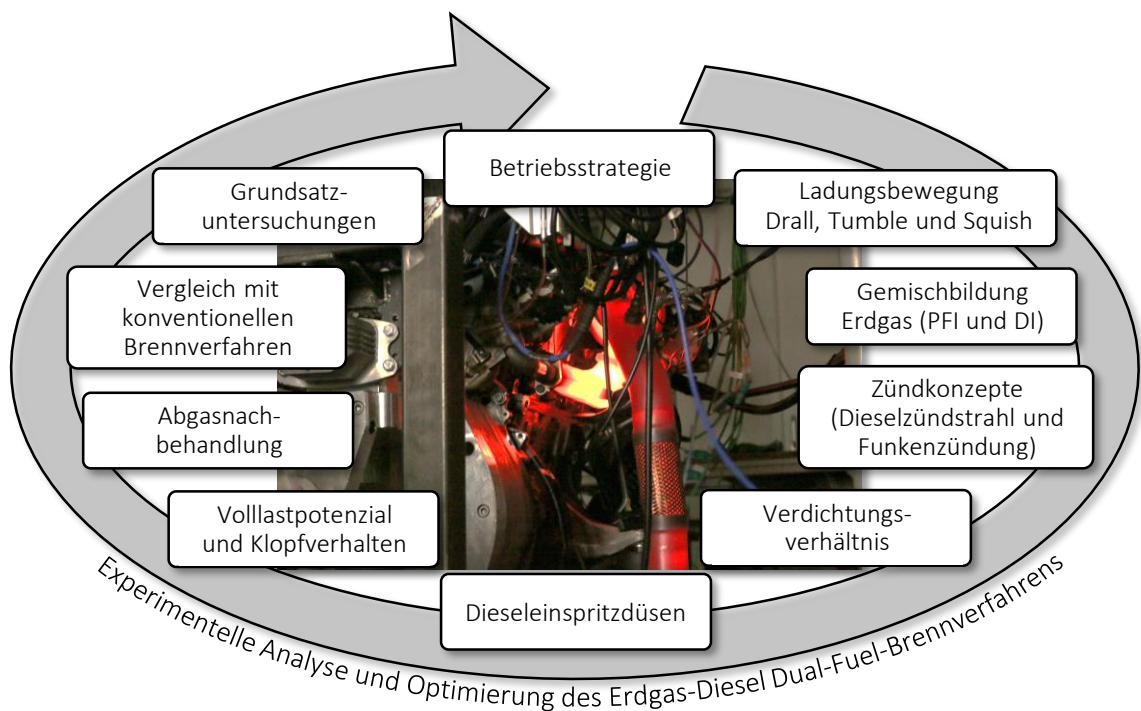 Betriebsstrategie
Ladungsbewegung
Drall, Tumble und Squish
Gemischbildung
Erdgas (PFI und DI)
Zündkonzepte
(Dieselzündstrahl und
Funkenzündung)
Verdichtungs-
verhältnis
Dieseleinspritzdüsen
Volllastpotenzial
und Klopfverhalten
Abgasnach-
behandlung
Vergleich mit
konventionellen
Brennverfahren
Grundsatz-
untersuchungen
Experimentelle Analyse und Optimierung des Erdgas-Diesel Dual-Fuel-Brennverfahrens